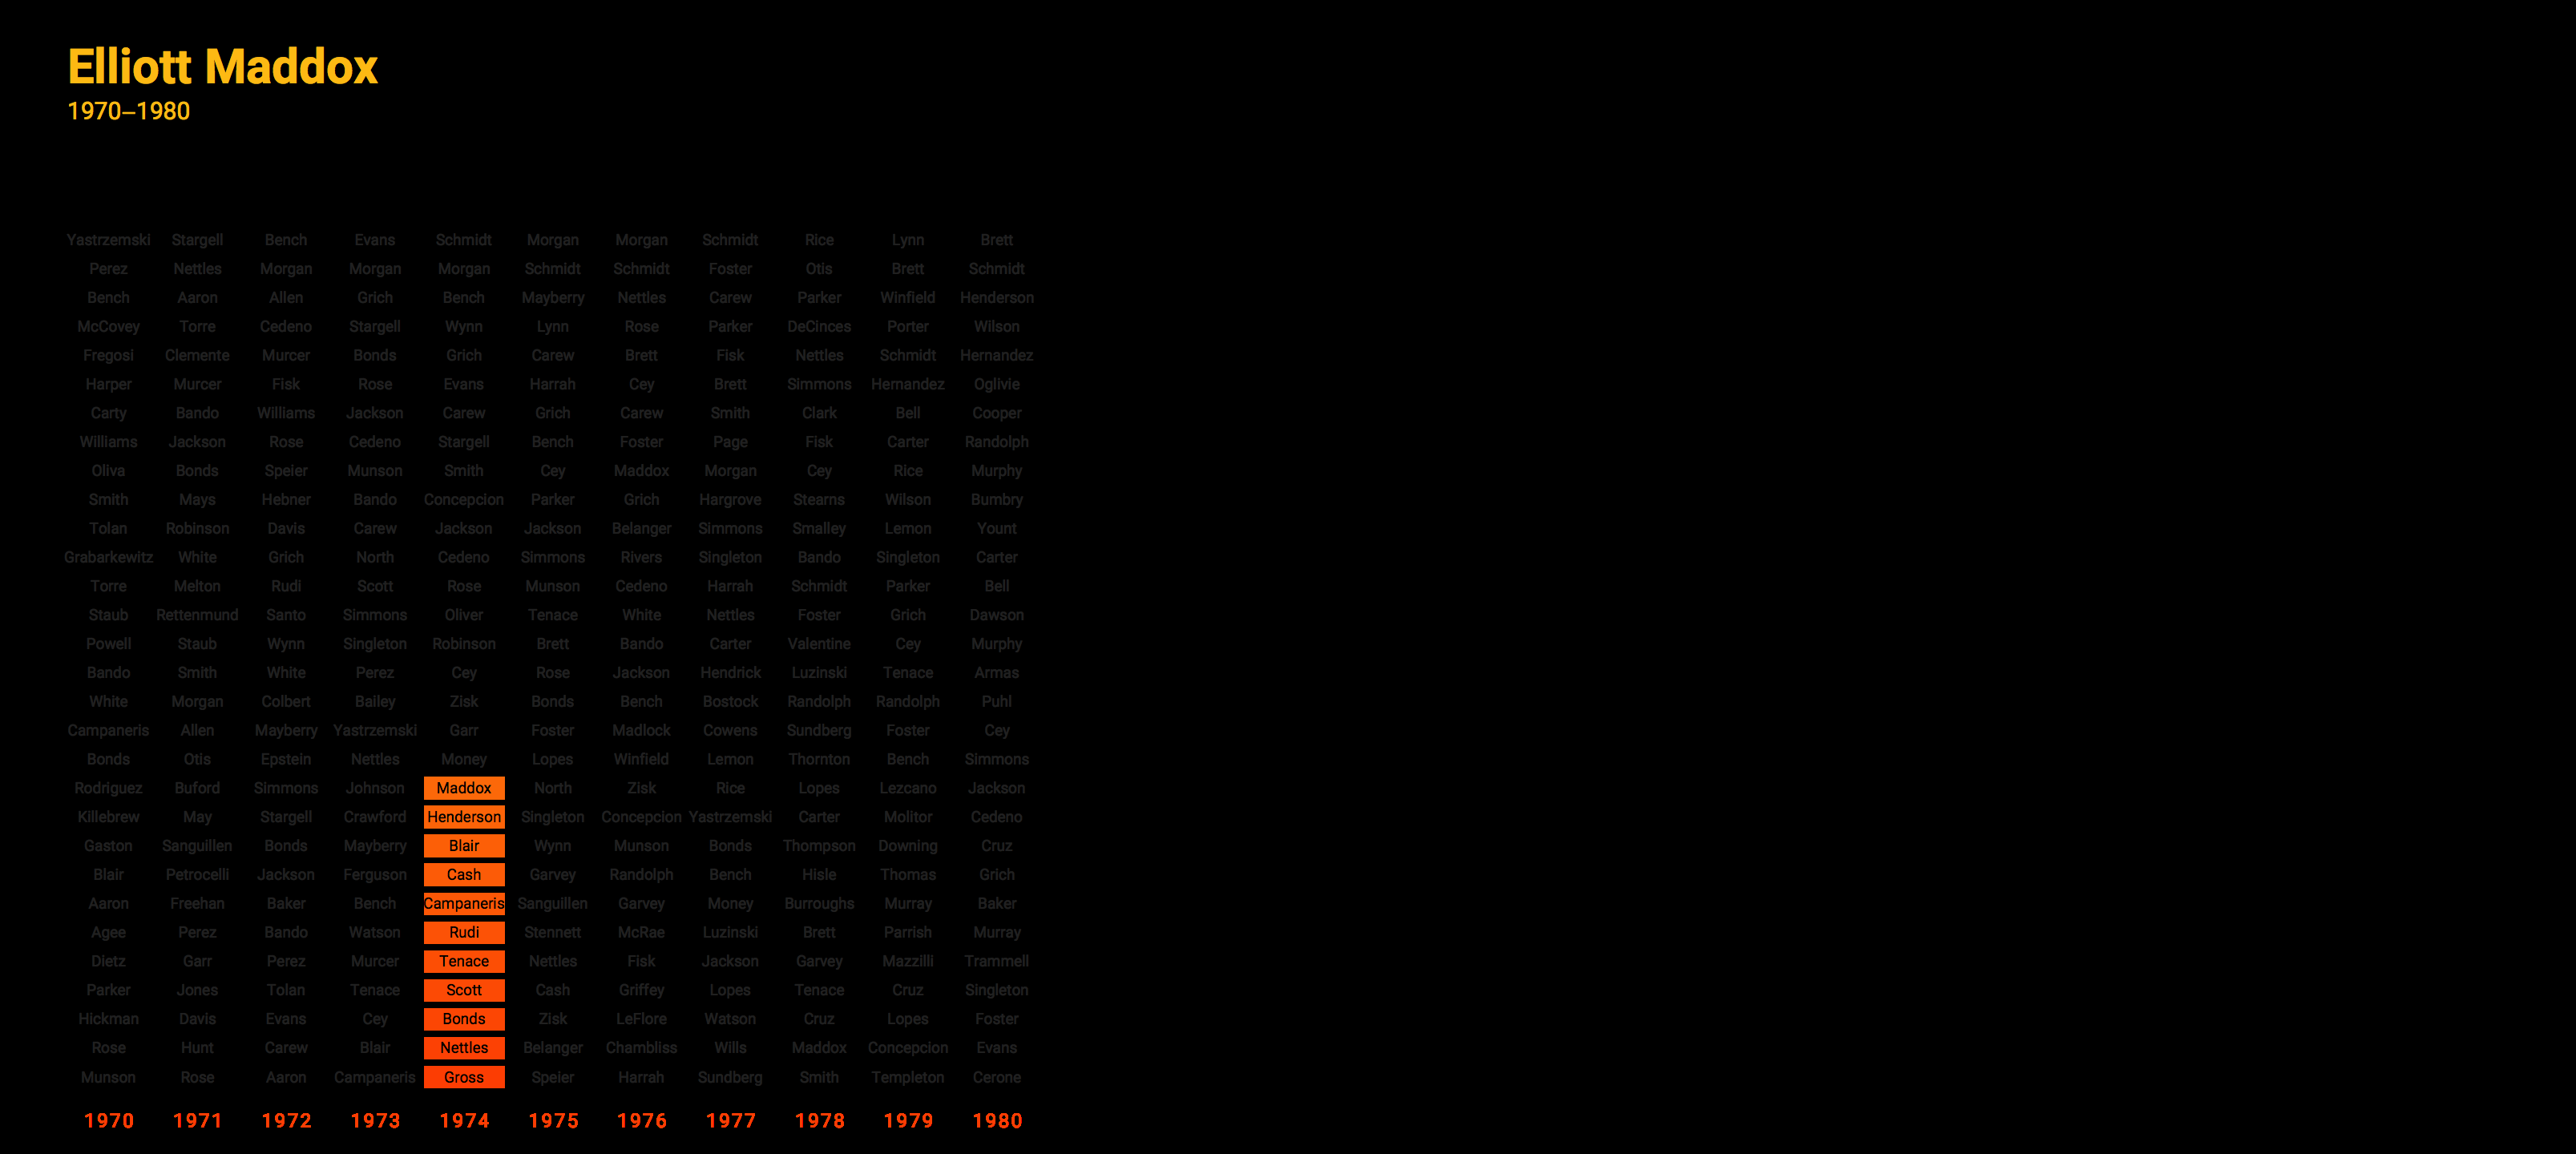 Elliott Maddox
1970–1980
Yastrzemski Stargell Bench Evans Schmidt Morgan Morgan Schmidt Rice Lynn Brett
Perez Nettles Morgan Morgan Morgan Schmidt Schmidt Foster Otis Brett Schmidt
Bench Aaron Allen Grich Bench Mayberry Nettles Carew Parker Winfield Henderson
McCovey Torre Cedeno Stargell Wynn Lynn Rose Parker DeCinces Porter Wilson
Fregosi Clemente Murcer Bonds Grich Carew Brett Fisk Nettles Schmidt Hernandez
Harper Murcer Fisk Rose Evans Harrah Cey Brett Simmons Hernandez Oglivie
Carty Bando Williams Jackson Carew Grich Carew Smith Clark Bell Cooper
Williams Jackson Rose Cedeno Stargell Bench Foster Page Fisk Carter Randolph
Oliva Bonds Speier Munson Smith Cey Maddox Morgan Cey Rice Murphy
Smith Mays Hebner Bando Concepcion Parker Grich Hargrove Stearns Wilson Bumbry
Tolan Robinson Davis Carew Jackson Jackson Belanger Simmons Smalley Lemon Yount
Grabarkewitz White Grich North Cedeno Simmons Rivers Singleton Bando Singleton Carter
Torre Melton Rudi Scott Rose Munson Cedeno Harrah Schmidt Parker Bell
Staub Rettenmund Santo Simmons Oliver Tenace White Nettles Foster Grich Dawson
Powell Staub Wynn Singleton Robinson Brett Bando Carter Valentine Cey Murphy
Bando Smith White Perez Cey Rose Jackson Hendrick Luzinski Tenace Armas
White Morgan Colbert Bailey Zisk Bonds Bench Bostock Randolph Randolph Puhl
Campaneris Allen Mayberry Yastrzemski Garr Foster Madlock Cowens Sundberg Foster Cey
Bonds Otis Epstein Nettles Money Lopes Winfield Lemon Thornton Bench Simmons
Rodriguez Buford Simmons Johnson Maddox North Zisk Rice Lopes Lezcano Jackson
Killebrew May Stargell Crawford Henderson Singleton Concepcion Yastrzemski Carter Molitor Cedeno
Gaston Sanguillen Bonds Mayberry Blair Wynn Munson Bonds Thompson Downing Cruz
Blair Petrocelli Jackson Ferguson Cash Garvey Randolph Bench Hisle Thomas Grich
Aaron Freehan Baker Bench Campaneris Sanguillen Garvey Money Burroughs Murray Baker
Agee Perez Bando Watson Rudi Stennett McRae Luzinski Brett Parrish Murray
Dietz Garr Perez Murcer Tenace Nettles Fisk Jackson Garvey Mazzilli Trammell
Parker Jones Tolan Tenace Scott Cash Griffey Lopes Tenace Cruz Singleton
Hickman Davis Evans Cey Bonds Zisk LeFlore Watson Cruz Lopes Foster
Rose Hunt Carew Blair Nettles Belanger Chambliss Wills Maddox Concepcion Evans
Munson Rose Aaron Campaneris Gross Speier Harrah Sundberg Smith Templeton Cerone
1970 1971 1972 1973 1974 1975 1976 1977 1978 1979 1980